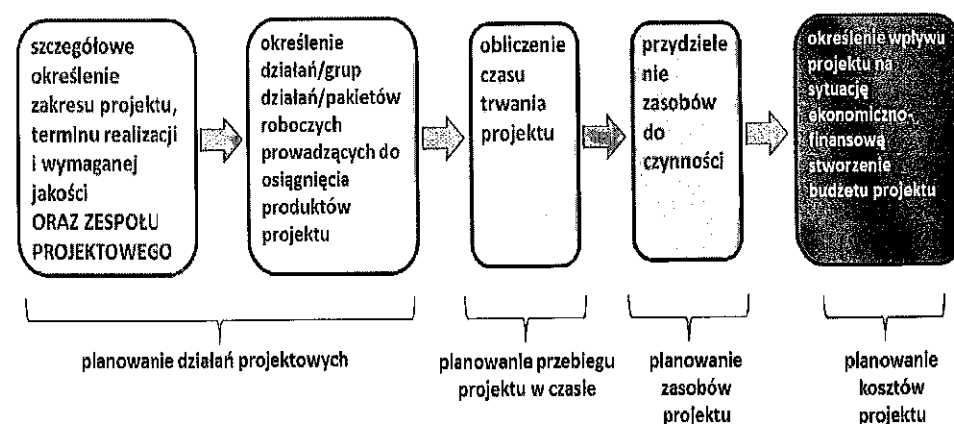 szczegółowe
określenie
zakresu projektu,
terminu realizacji
i wymaganej
jakości
ORAZ ZESPOŁU
PROJEKTOWEGO
określenie
działań/grup
działań/pakietów
roboczych
prowadzących do
osiągnięcia
produktów
projektu
obliczenie
czasu
trwania
projektu
przydziele
nie
zasobów
do
czynności
określenie wpływu
projektu na
sytuację
ekonomiczno-
finansową
stworzenie
budżetu projektu
planowanie działań projektowych
planowanie przebiegu
projektu w czasie
planowanie
zasobów
projektu
planowanie
kosztów
projektu